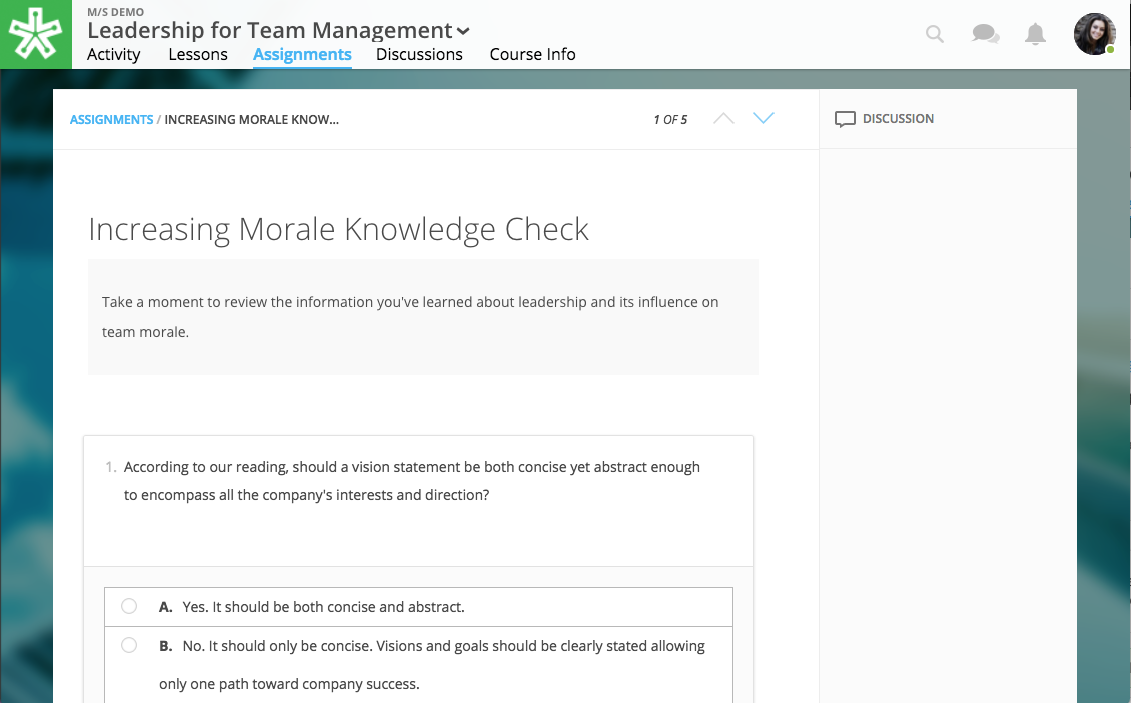 M/S DEMO
Leadership for Team Management
Activity Lessons Assignments Discussions Course Info
ASSIGNMENTS / INCREASING MORALE KNOW...
1 OF 5
DISCUSSION
Increasing Morale Knowledge Check
Take a moment to review the information you've learned about leadership and its influence on
team morale.
1. According to our reading, should a vision statement be both concise yet abstract enough
to encompass all the company's interests and direction?
A. Yes. It should be both concise and abstract.
B. No. It should only be concise. Visions and goals should be clearly stated allowing
only one path toward company success.